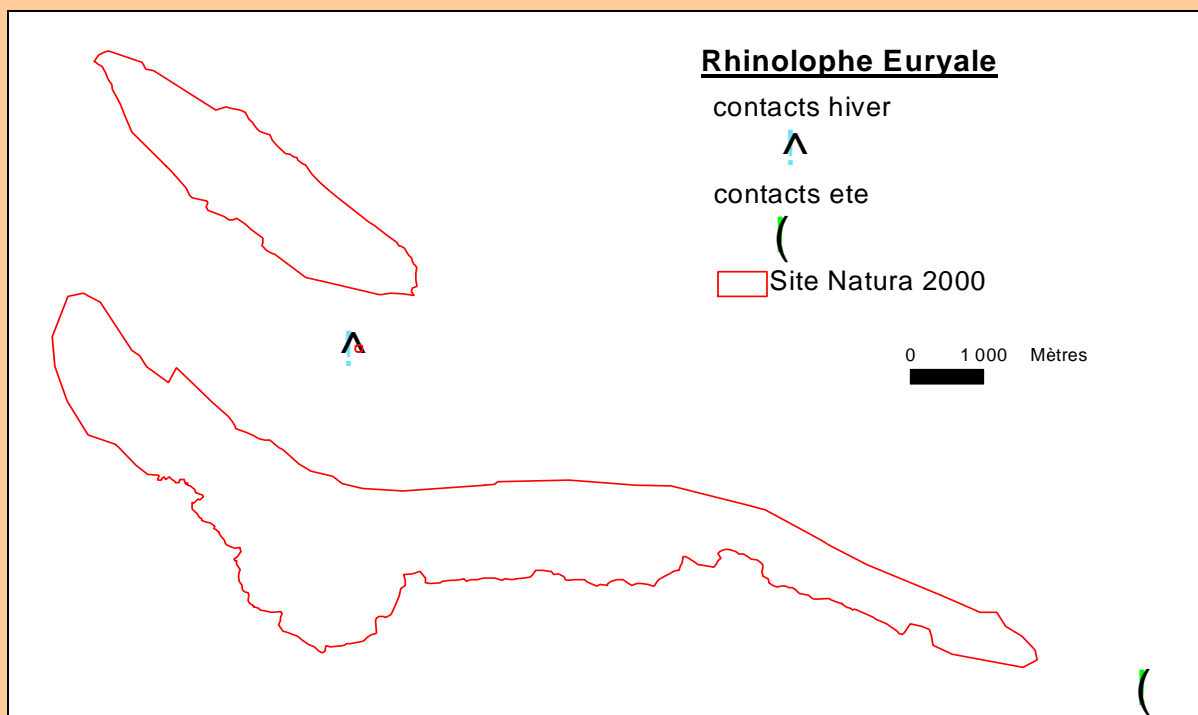 Rhinolophe Euryale
contacts hiver
^
contacts ete
(
Site Natura 2000
0 1 000 Mètres
^
(